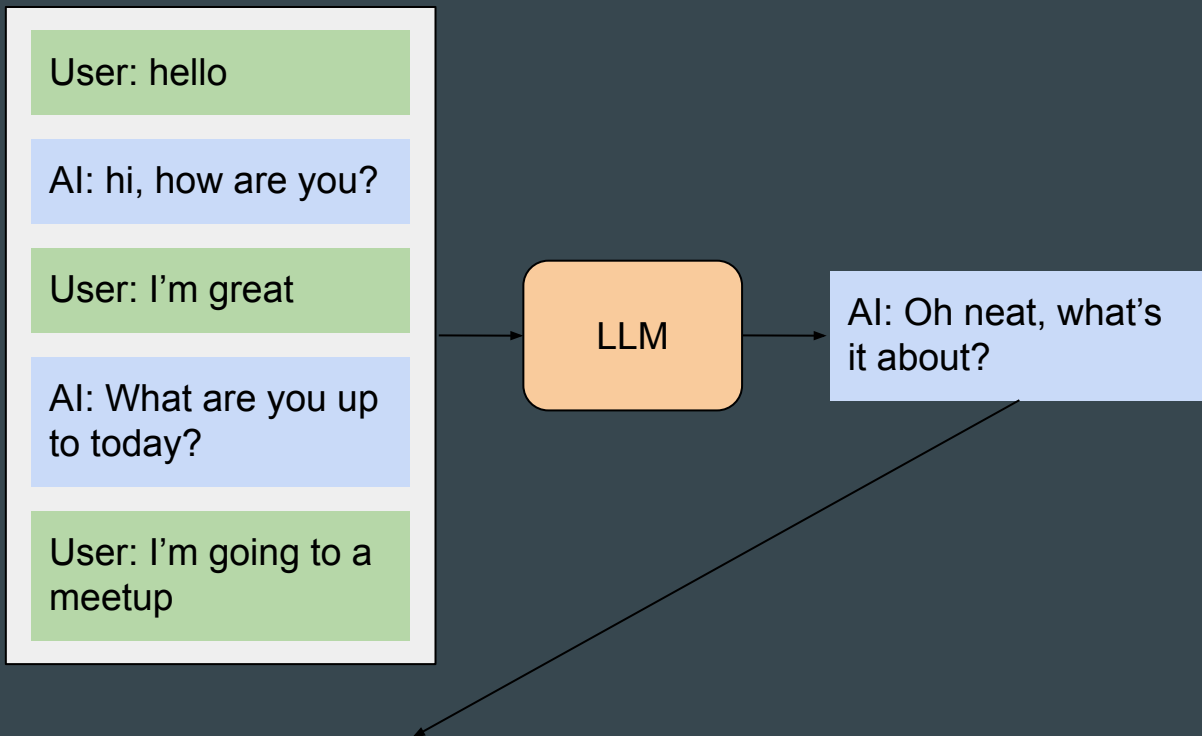 User: hello
AI: hi, how are you?
User: I’m great
AI: What are you up
to today?
User: I’m going to a
meetup
LLM
AI: Oh neat, what’s
it about?